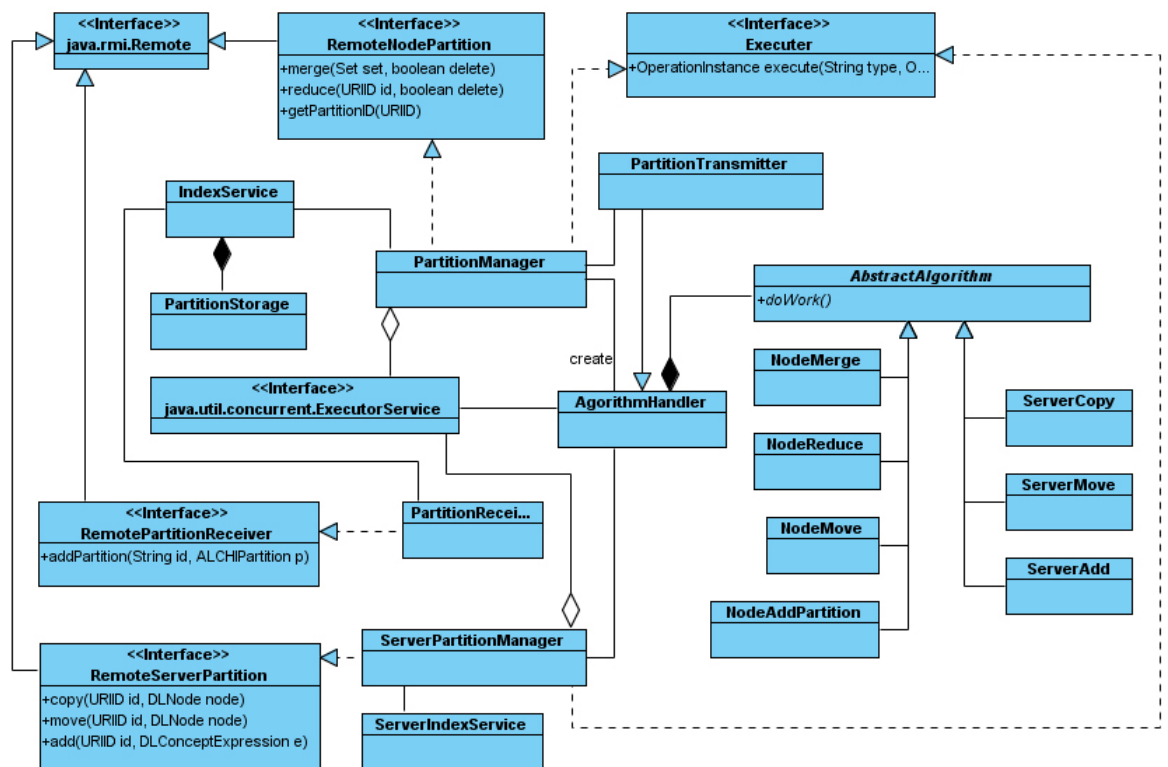 <<Interface>>
java.rmi.Remote
<<Interface>>
RemoteNodePartition
+merge(Set set, boolean delete)
+reduce(URIID id, boolean delete)
+getPartitionID(URIID)
<<Interface>>
Executer
+OperationInstance execute(String type, O...
PartitionTransmitter
IndexService
PartitionManager
AbstractAlgorithm
+doWork()
PartitionStorage
create
NodeMerge
<<Interface>>
java.util.concurrent.ExecutorService
AgorithmHandler
ServerCopy
NodeReduce
ServerMove
<<Interface>>
RemotePartitionReceiver
+addPartition(String id, ALCHIPartition p)
PartitionRecei...
NodeMove
ServerAdd
NodeAddPartition
<<Interface>>
RemoteServerPartition
+copy(URIID id, DLNode node)
+move(URIID id, DLNode node)
+add(URIID id, DLConceptExpression e)
ServerPartitionManager
ServerIndexService